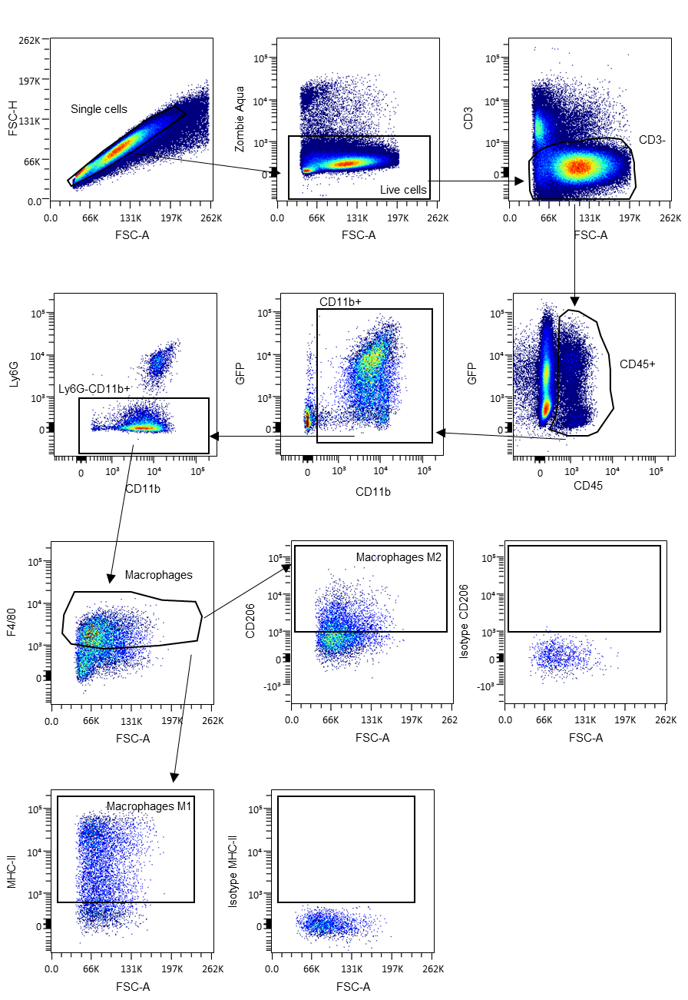 262K
197K
131K
66K
0.0
FSC-H
Single cells
0.0 66K 131K 197K 262K
FSC-A
10⁵
10⁴
10³
0
Zombie Aqua
Live cells
0.0 66K 131K 197K 262K
FSC-A
10⁵
10⁴
10³
0
CD3
CD3-
0.0 66K 131K 197K 262K
FSC-A
10⁵
10⁴
10³
0
Ly6G
Ly6G-CD11b+
0 10³ 10⁴ 10⁵
CD11b
10⁵
10⁴
10³
0
GFP
CD11b+
0 10³ 10⁴ 10⁵
CD11b
10⁵
10⁴
10³
0
GFP
CD45+
0 10³ 10⁴ 10⁵
CD45
10⁵
10⁴
10³
0
F4/80
Macrophages
0.0 66K 131K 197K 262K
FSC-A
10⁵
10⁴
10³
0
-10³
CD206
Macrophages M2
0.0 66K 131K 197K 262
FSC-A
10⁵
10⁴
10³
0
-10³
Isotype CD206
0.0 66K 131K 197K 262K
FSC-A
10⁵
10⁴
10³
0
MHC-II
Macrophages M1
0.0 66K 131K 197K 262K
FSC-A
10⁵
10⁴
10³
0
Isotype MHC-II
0.0 66K 131K 197K 262K
FSC-A